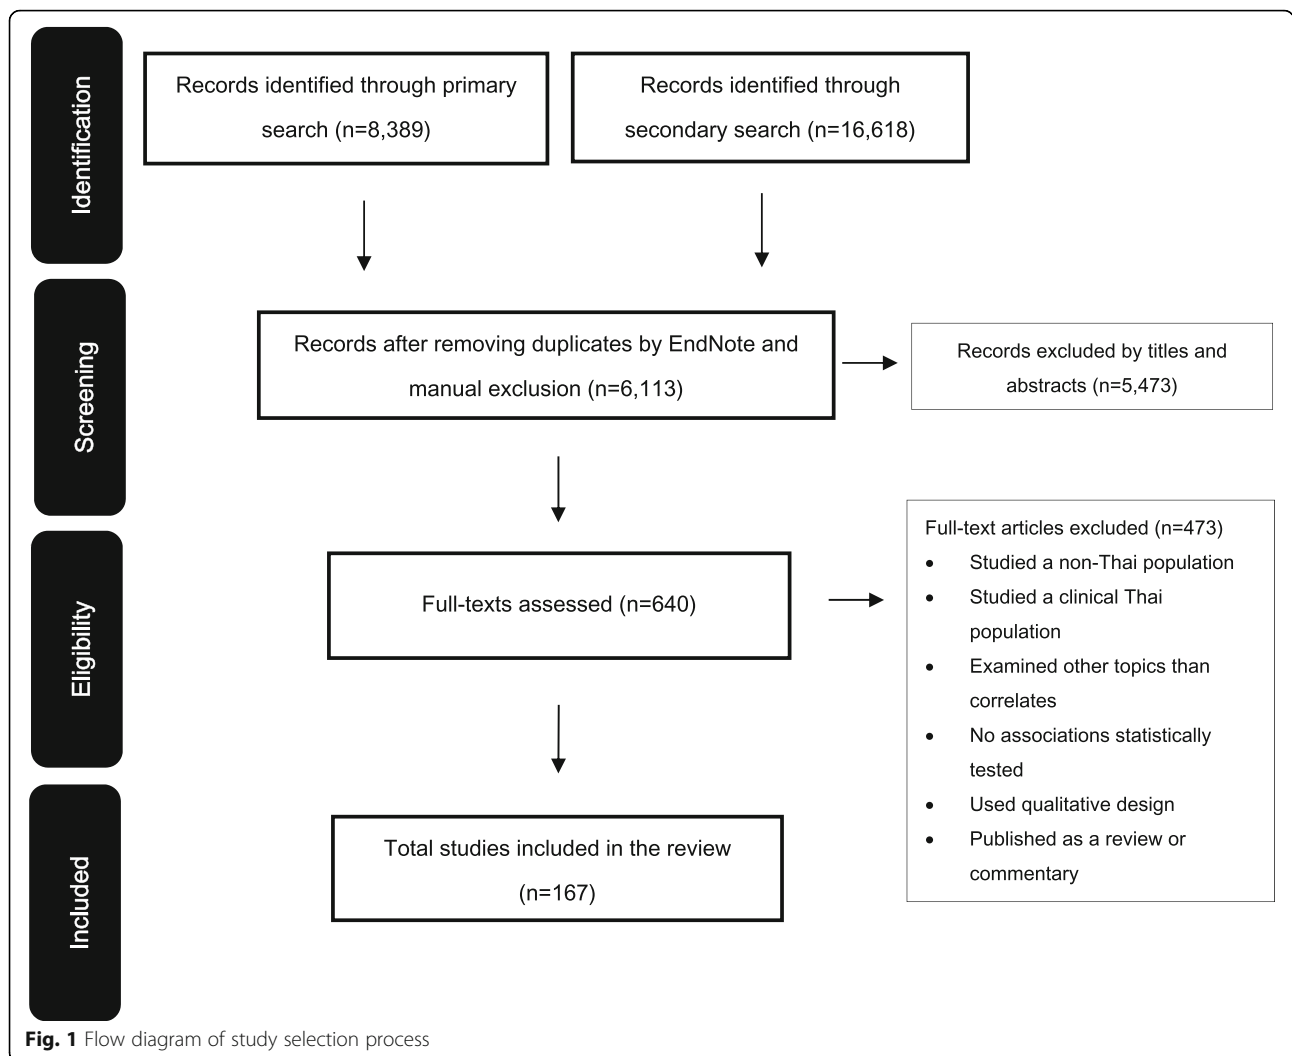 Identification
Records identified through primary
search (n=8,389)
Records identified through
secondary search (n=16,618)
Screening
Records after removing duplicates by EndNote and
manual exclusion (n=6,113)
Records excluded by titles and
abstracts (n=5,473)
Eligibility
Full-texts assessed (n=640)
Full-text articles excluded (n=473)
• Studied a non-Thai population
• Studied a clinical Thai
population
• Examined other topics than
correlates
• No associations statistically
tested
• Used qualitative design
• Published as a review or
commentary
Included
Total studies included in the review
(n=167)
Fig. 1 Flow diagram of study selection process